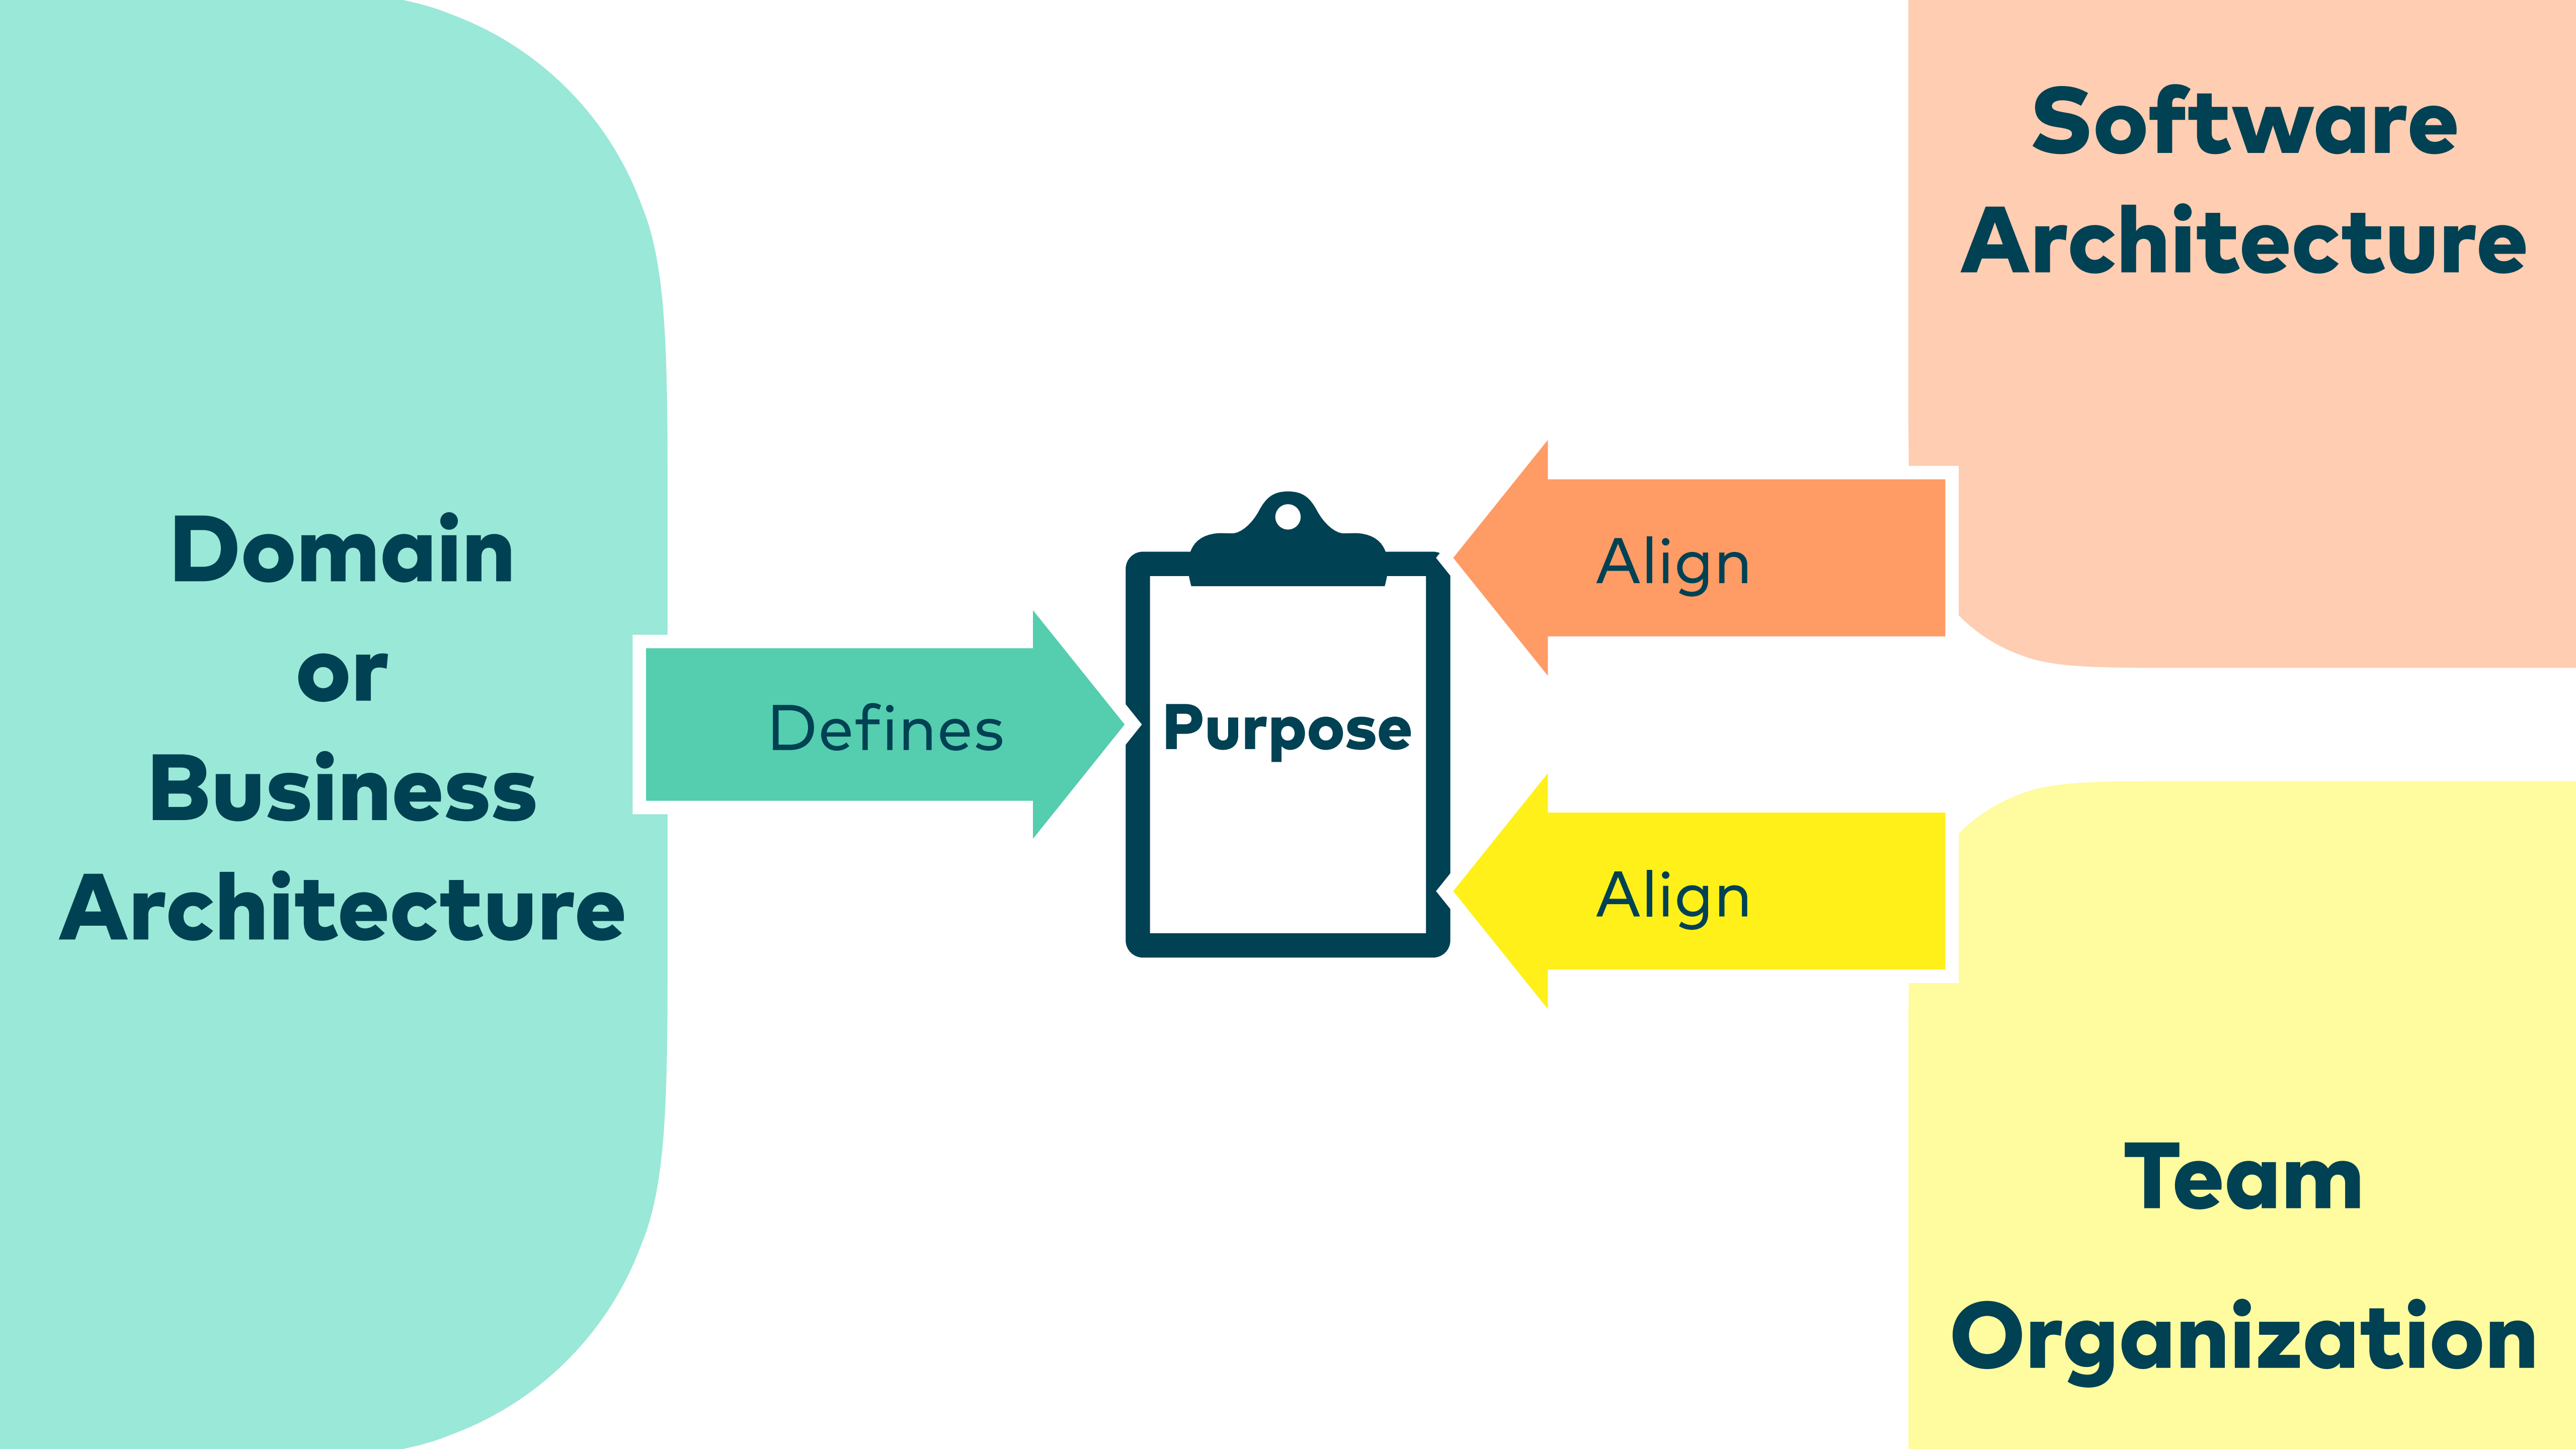 Domain
or
Business
Architecture
Defines
Purpose
Align
Align
Software
Architecture
Team
Organization